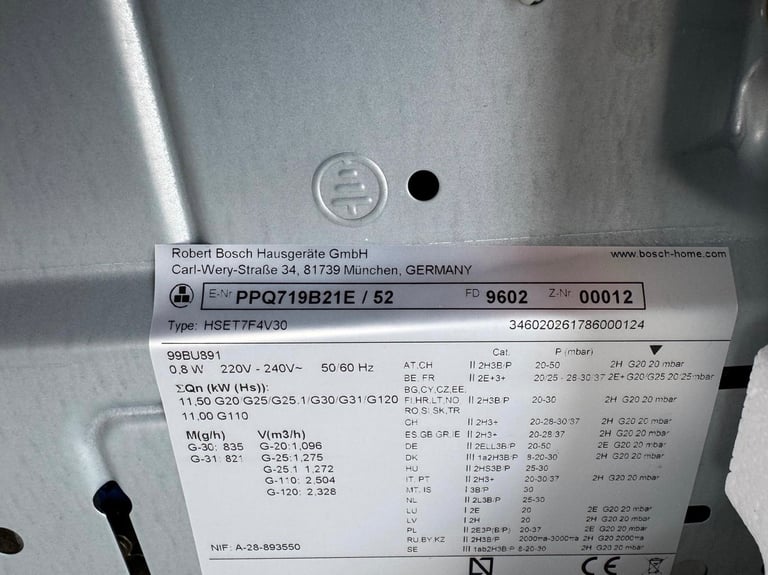 Robert Bosch Hausgeräte GmbH
www.bosch-home.com
Carl-Wery-Straße 34, 81739 München, GERMANY
E-Nr PPQ719B21E / 52 FD 9602 Z-Nr 00012
Type: HSET7F4V30 346020261786000124
99BU891
0,8 W 220V - 240V~ 50/60 Hz
ΣQn (kW (Hs)):
11,50 G20/G25/G25.1/G30/G31/G120
11,00 G110
M(g/h) V(m3/h)
G-30: 835 G-20:1,096
G-31: 821 G-25:1,275
G-25.1 1,272
G-110: 2,504
G-120: 2,328
NIF: A-28-893550
Cat. P (mbar)
AT,CH II 2H3B/P 20-50 2H G20 20 mbar
BE, FR II 2E+3+ 20/25 - 28-30/37 2E+ G20/G25 20/25 mbar
BG,CY,CZ,EE,
FI,HR,LT,NO II 2H3B/P 20-30 2H G20 20 mbar
RO,SI,SK,TR
CH II 2H3+ 20-28-30/37 2H G20 20 mbar
ES,GB,GR,IE II 2H3+ 20-28-37 2H G20 20 mbar
DE II 2ELL3B/P 20-50 2E G20 20 mbar
DK III 1a2H3B/P 8-20-30 2H G20 20 mbar
HU II 2HS3B/P 25-30
IT, PT II 2H3+ 20-30/37 2H G20 20 mbar
MT, IS I 3B/P 30
NL II 2L3B/P 25-30
LU I 2E 20 2E G20 20 mbar
LV I 2H 20 2H G20 20 mbar
PL II 2E3P(B/P) 20-37 2E G20 20 mbar
RU,BY,KZ II 2H3B/P 2000пa-3000пa 2H G20 2000пa
SE III 1ab2H3B/P 8-20-30 2H G20 20 mbar
N CE